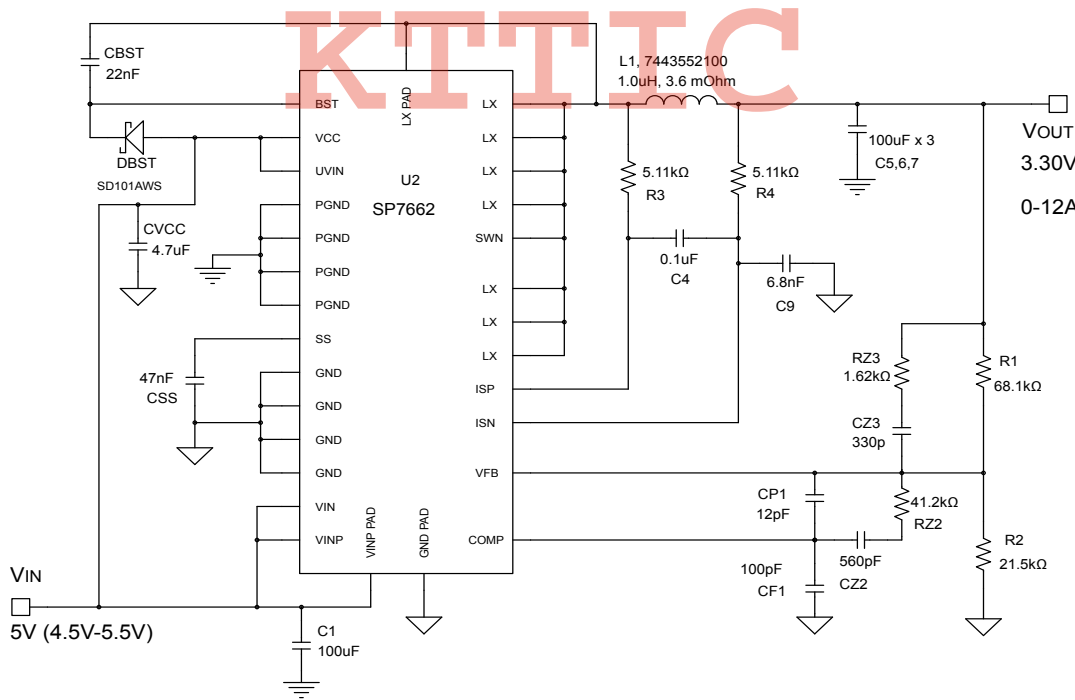 KTTIC
CBST
22nF
L1, 7443552100
1.0uH, 3.6 mOhm
BST
LX PAD
LX
VCC
LX
DBST
SD101AWS
UVIN
LX
U2
SP7662
PGND
LX
PGND
SWN
PGND
LX
PGND
LX
SS
LX
GND
ISP
GND
ISN
GND
GND
VFB
VIN
VINP
VINP PAD
GND PAD
COMP
CVCC
4.7uF
47nF
CSS
5.11kΩ
R3
5.11kΩ
R4
0.1uF
C4
6.8nF
C9
100uF x 3
C5,6,7
VOUT
3.30V
0-12A
RZ3
1.62kΩ
R1
68.1kΩ
CZ3
330p
CP1
12pF
41.2kΩ
RZ2
560pF
CZ2
100pF
CF1
R2
21.5kΩ
VIN
5V (4.5V-5.5V)
C1
100uF